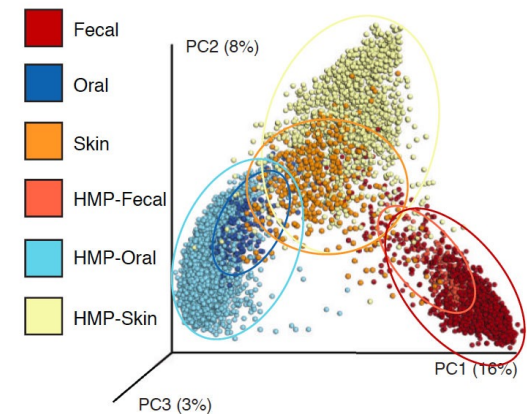 Fecal
Oral
Skin
HMP-Fecal
HMP-Oral
HMP-Skin
PC2 (8%)
PC1 (16%)
PC3 (3%)